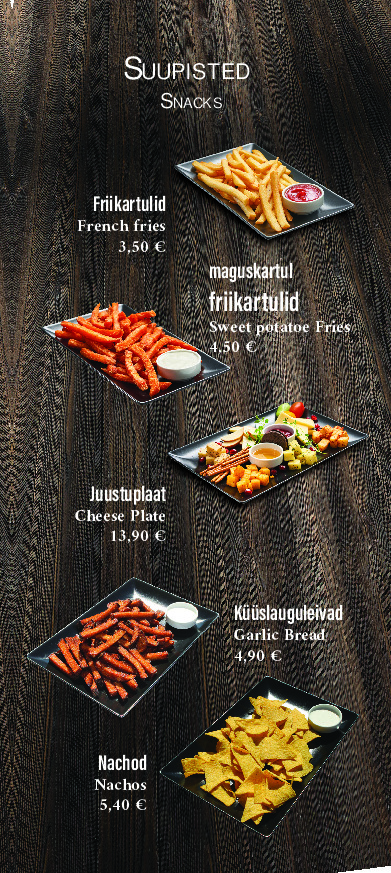 SUUPISTED
SNACKS
Friikartulid
French fries
3,50 €
maguskartul
friikartulid
Sweet potatoe Fries
4,50 €
Juustuplaat
Cheese Plate
13,90 €
Küüslauguleivad
Garlic Bread
4,90 €
Nachod
Nachos
5,40 €